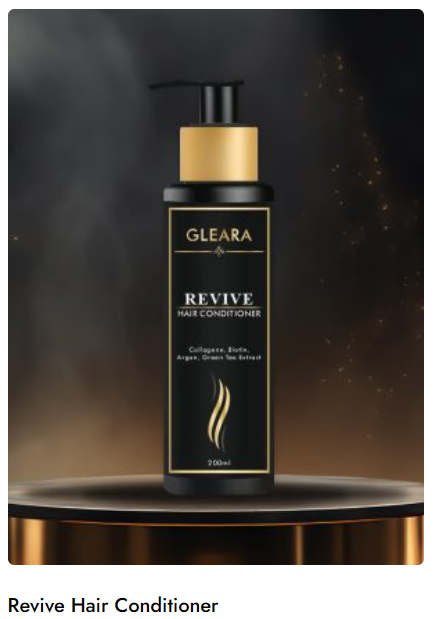 GLEARA
REVIVE
HAIR CONDITIONER
Collagene, Biotin,
Argan, Green Tea Extract
200ml
Revive Hair Conditioner